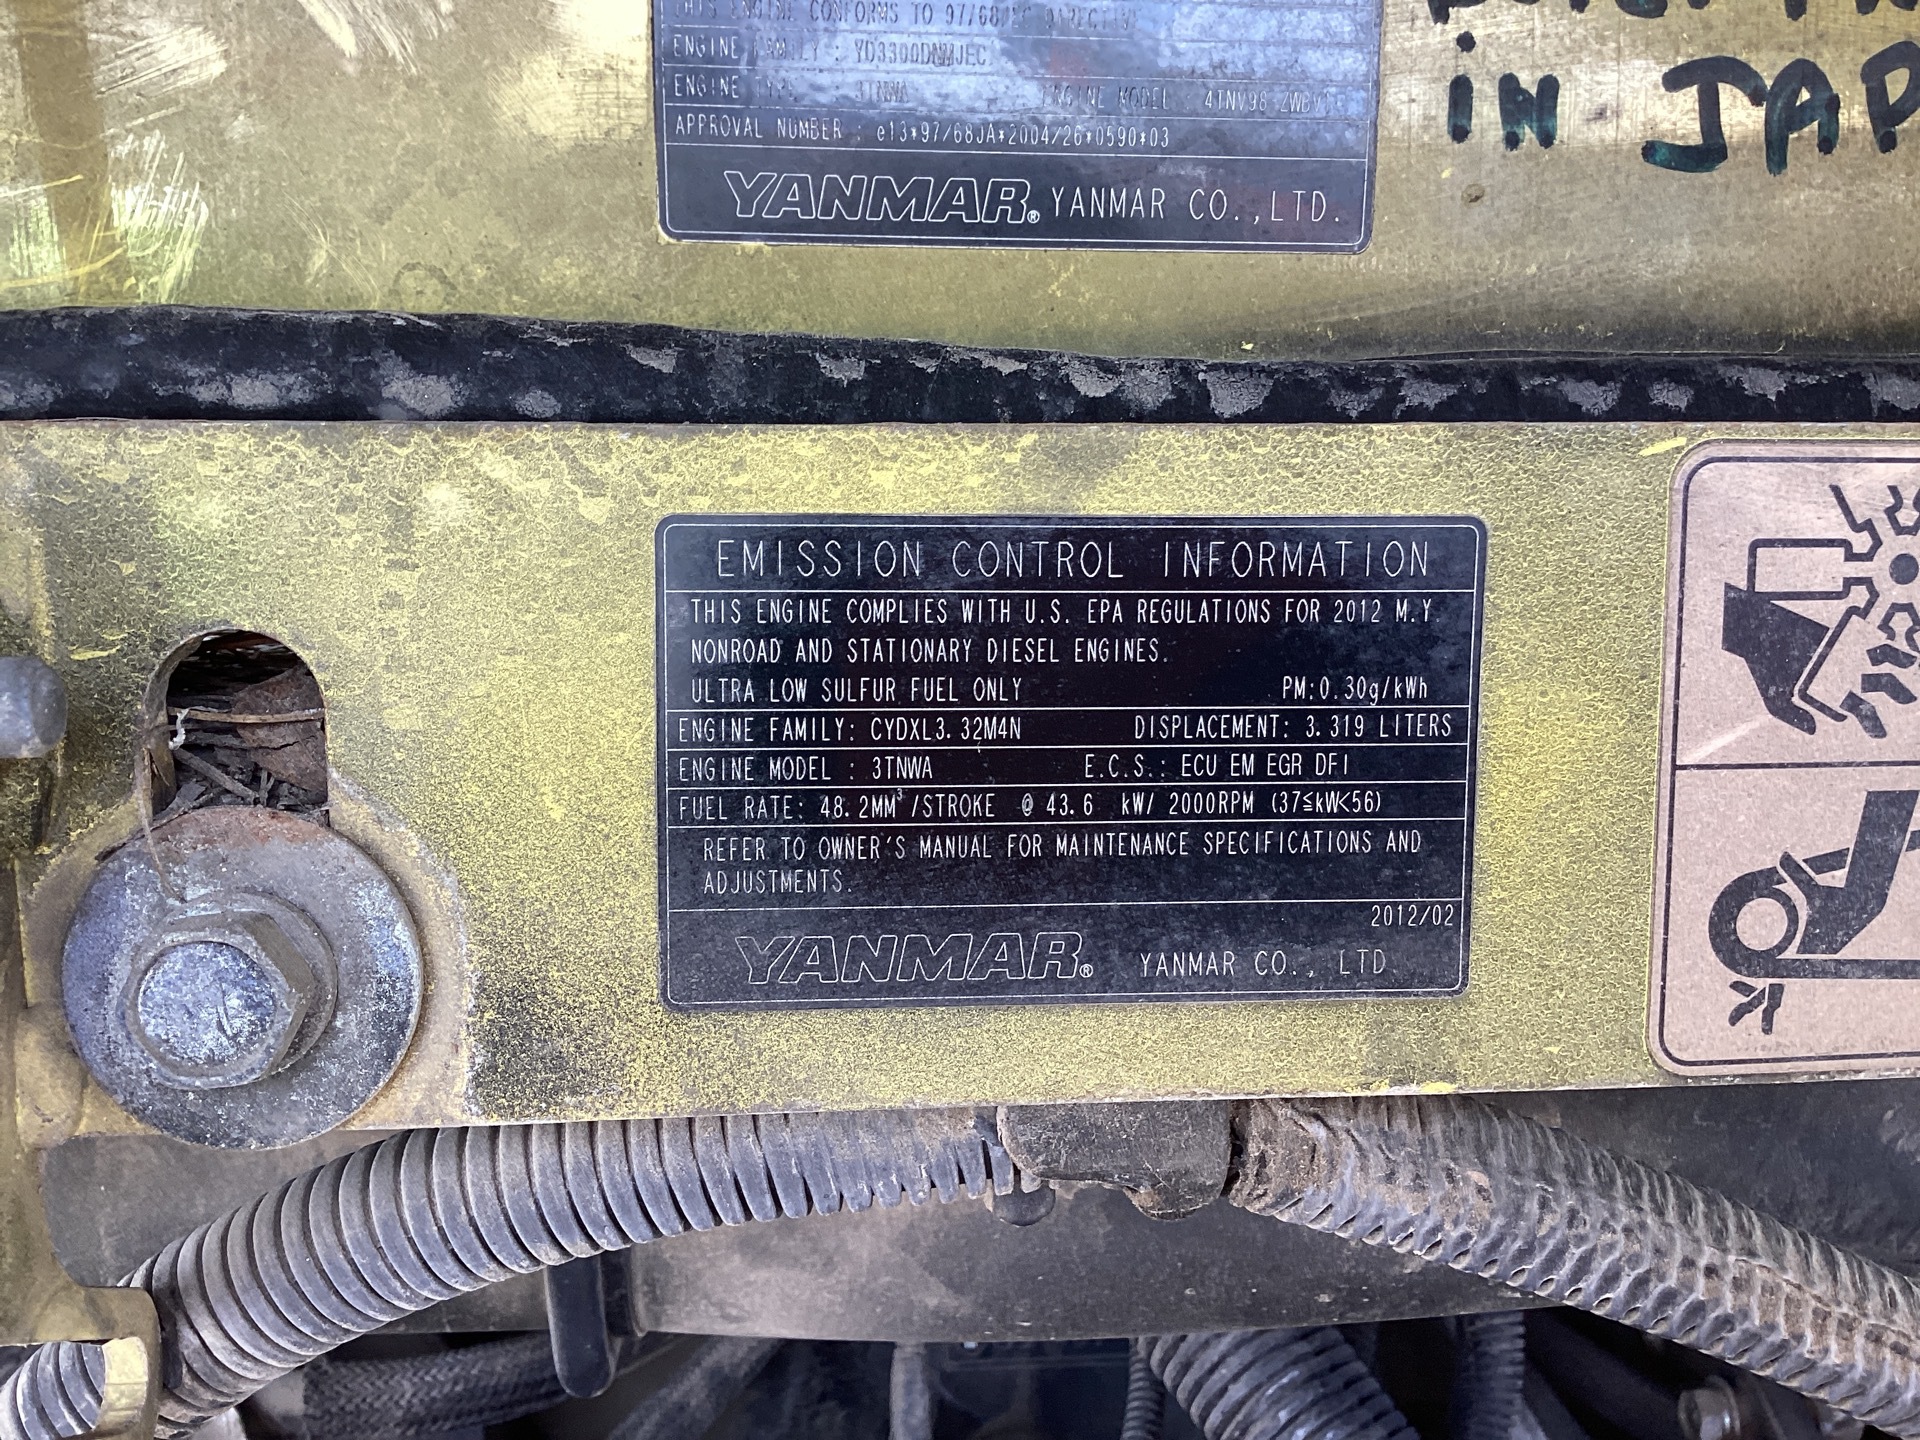 THIS ENGINE CONFORMS TO 97/68/EC DIRECTIVE
ENGINE FAMILY : YD3300DNMJEC
ENGINE TYPE : 3TNWA ENGINE MODEL : 4TNV98
APPROVAL NUMBER : e13*97/68JA*2004/26*0590*03
YANMAR® YANMAR CO.,LTD.
iN JAP
EMISSION CONTROL INFORMATION
THIS ENGINE COMPLIES WITH U.S. EPA REGULATIONS FOR 2012 M.Y.
NONROAD AND STATIONARY DIESEL ENGINES.
ULTRA LOW SULFUR FUEL ONLY PM:0.30g/kWh
ENGINE FAMILY: CYDXL3.32M4N DISPLACEMENT: 3.319 LITERS
ENGINE MODEL : 3TNWA E.C.S.: ECU EM EGR DFI
FUEL RATE: 48.2MM³/STROKE @ 43.6 kW/ 2000RPM (37≦kW<56)
REFER TO OWNER'S MANUAL FOR MAINTENANCE SPECIFICATIONS AND
ADJUSTMENTS.
2012/02
YANMAR® YANMAR CO., LTD.